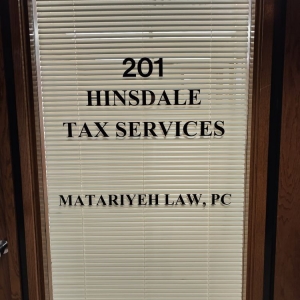 201
HINSDALE
TAX SERVICES
MATARIYEH LAW, PC